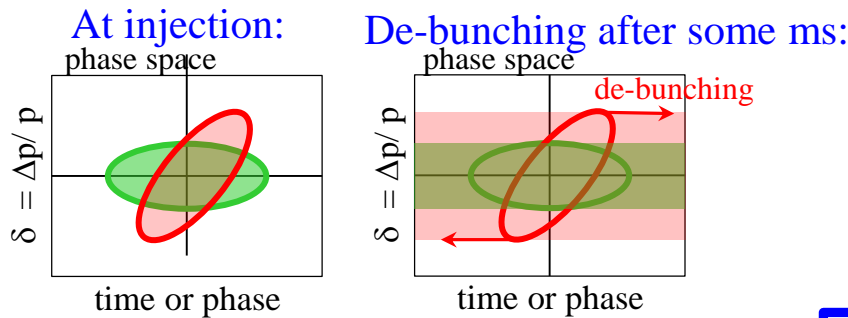 At injection:
phase space
δ = Δp/ p
time or phase
De-bunching after some ms:
phase space
de-bunching
δ = Δp/ p
time or phase